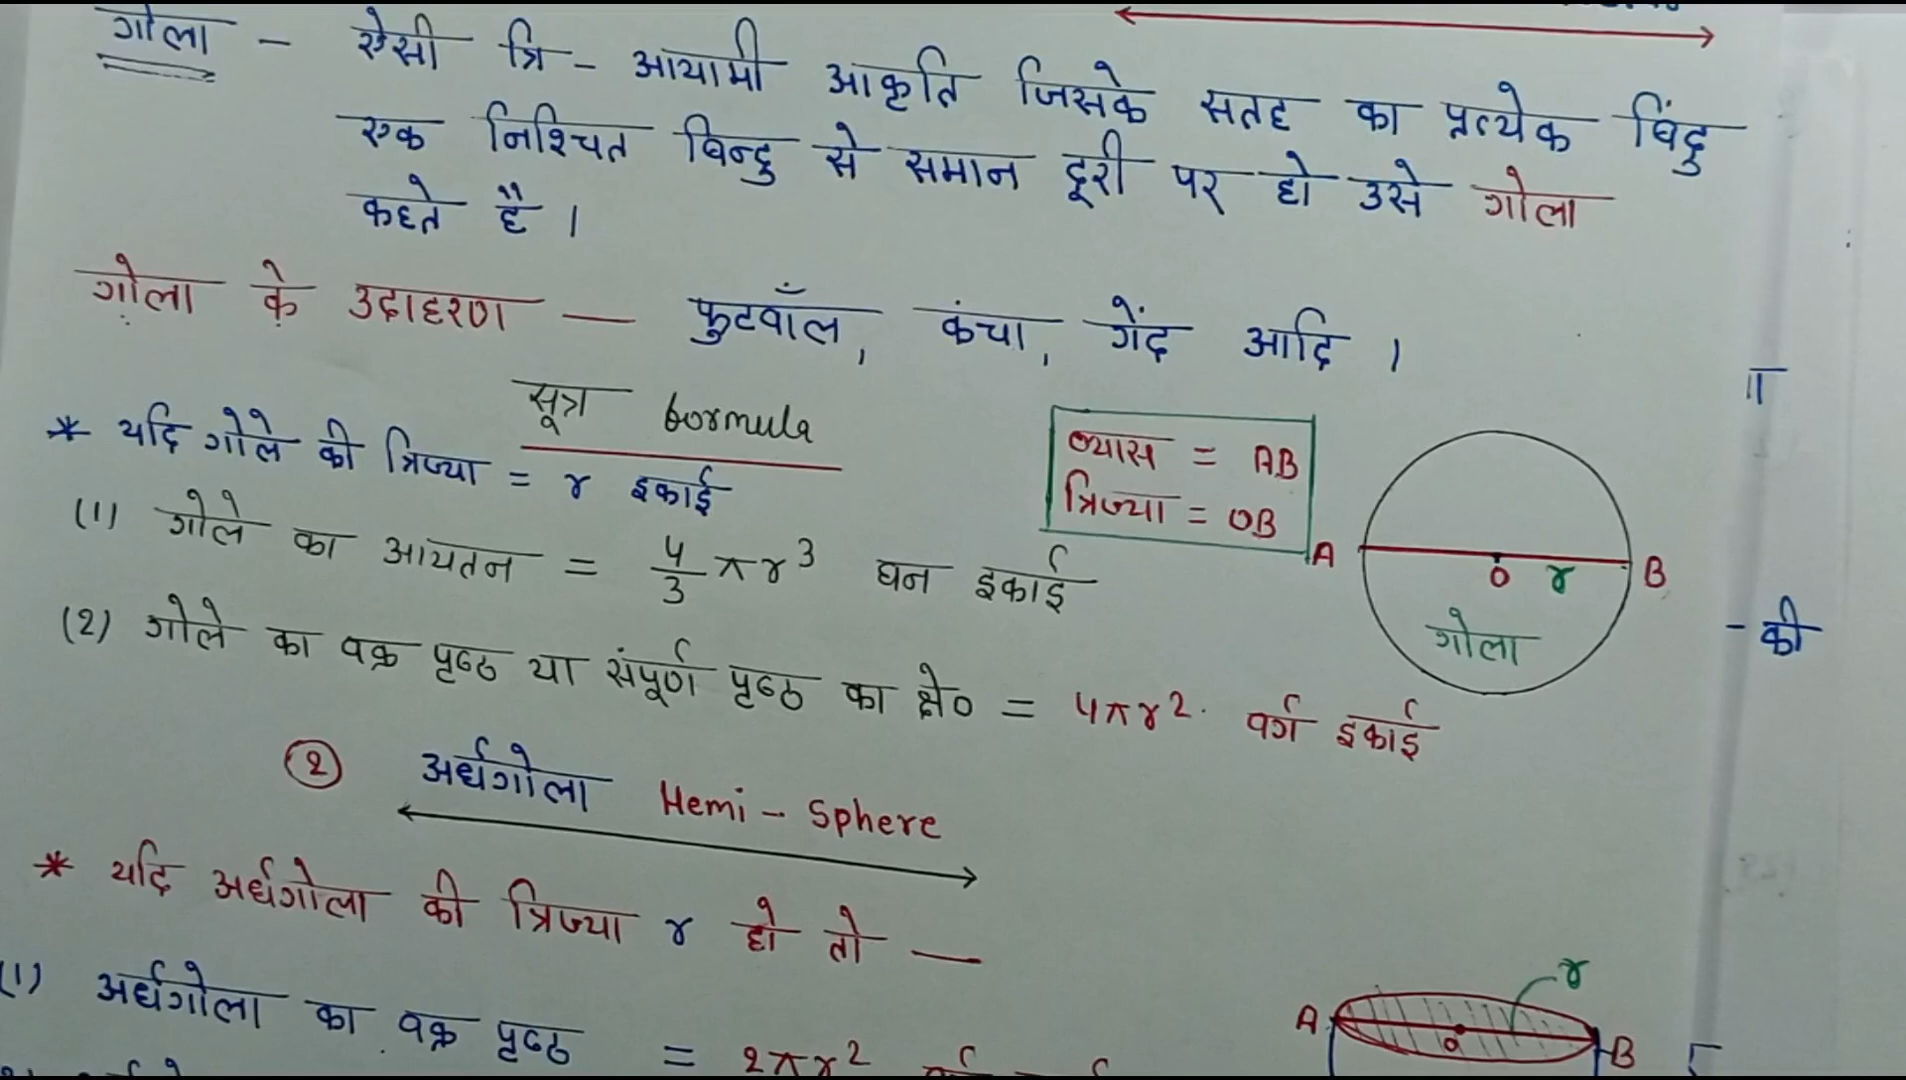 गोला - ऐसी त्रि - आयामी आकृति जिसके सतह का प्रत्येक बिंदु
एक निश्चित बिन्दु से समान दूरी पर हो उसे गोला
कहते है ।
गोला के उदाहरण — फुटबॉल, कंचा, गेंद आदि ।
सूत्र formula
* यदि गोले की त्रिज्या = r इकाई
व्यास = AB
त्रिज्या = OB
(1) गोले का आयतन = 4/3 πr³ घन इकाई
A O r B
गोला
(2) गोले का वक्र पृष्ठ या संपूर्ण पृष्ठ का क्षे० = 4πr² वर्ग इकाई
- की
② अर्धगोला Hemi - Sphere
* यदि अर्धगोला की त्रिज्या r हो तो —
(1) अर्धगोला का वक्र पृष्ठ = 2πr²
r
A O B